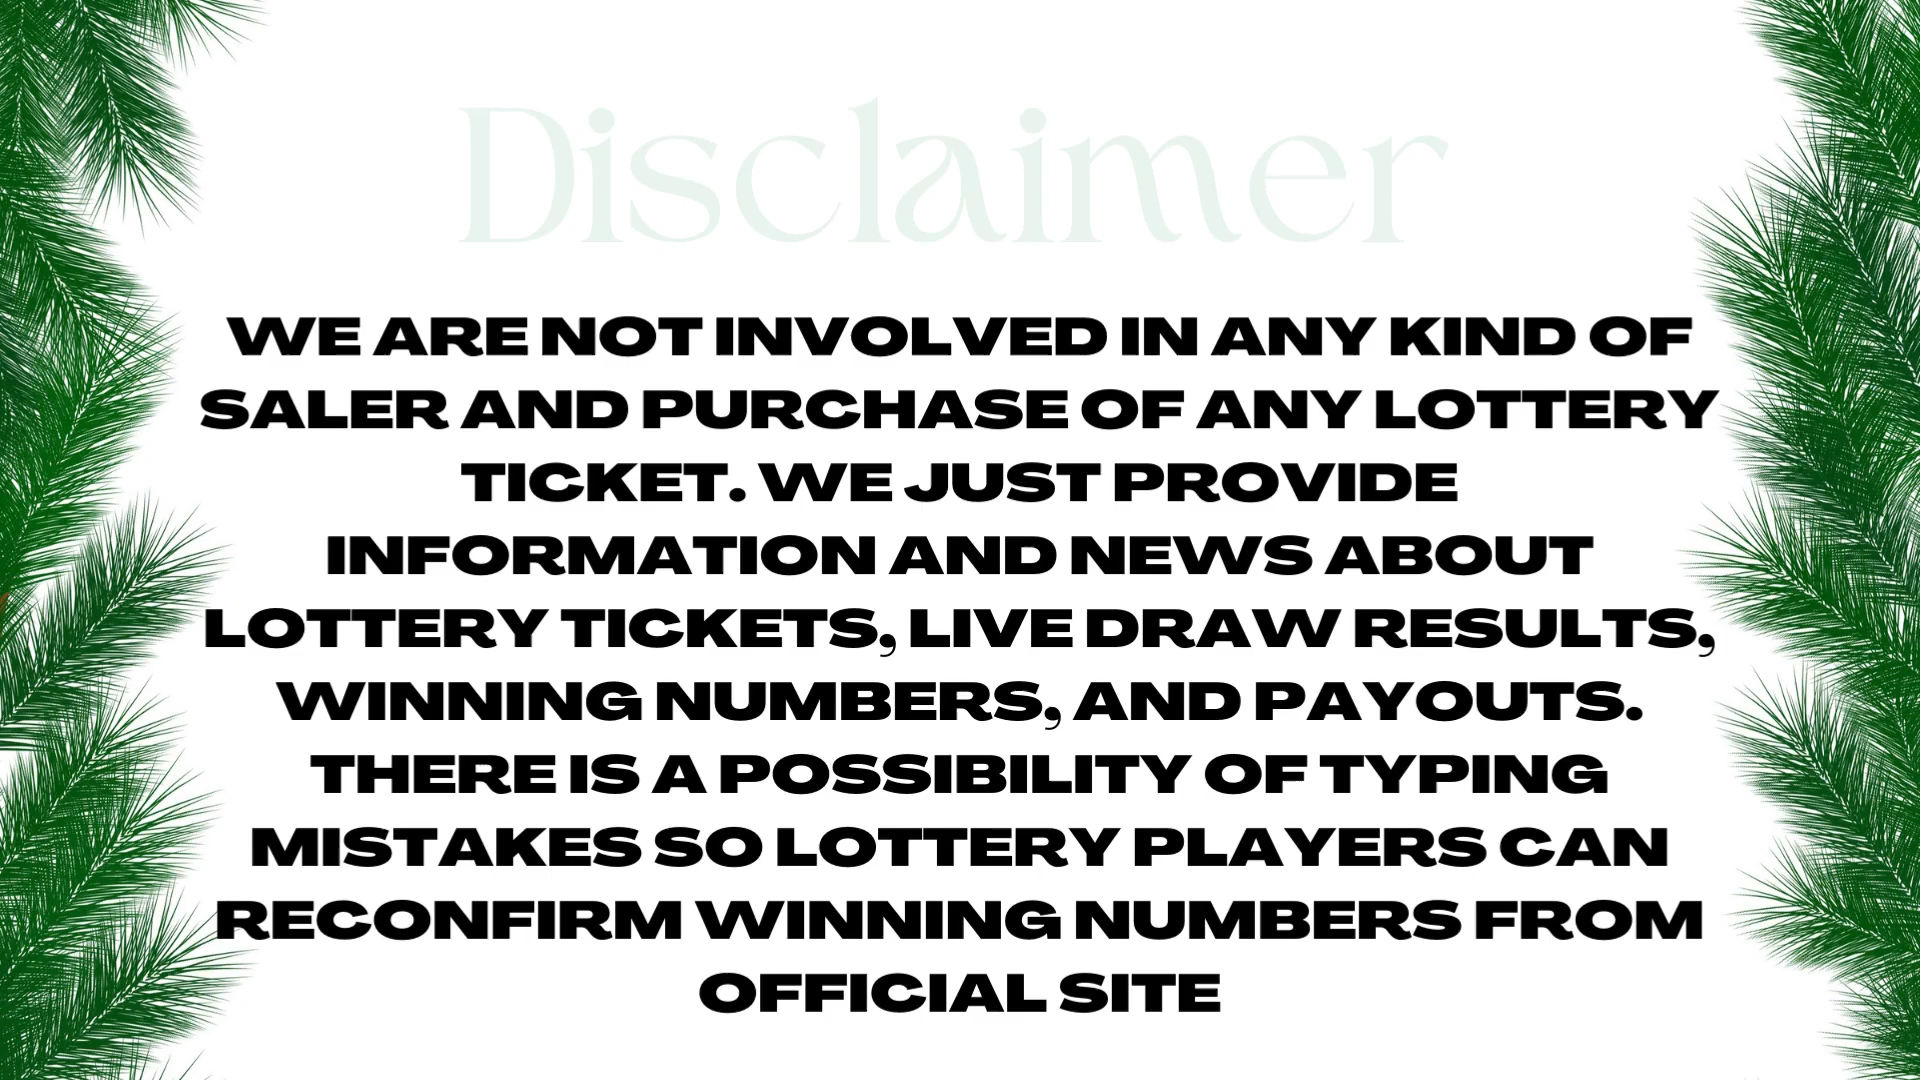 Disclaimer
WE ARE NOT INVOLVED IN ANY KIND OF
SALER AND PURCHASE OF ANY LOTTERY
TICKET. WE JUST PROVIDE
INFORMATION AND NEWS ABOUT
LOTTERY TICKETS, LIVE DRAW RESULTS,
WINNING NUMBERS, AND PAYOUTS.
THERE IS A POSSIBILITY OF TYPING
MISTAKES SO LOTTERY PLAYERS CAN
RECONFIRM WINNING NUMBERS FROM
OFFICIAL SITE